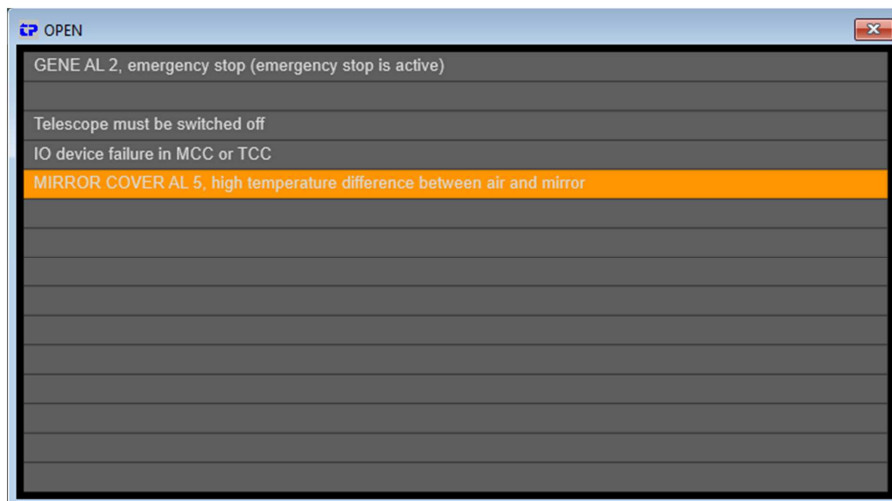 OPEN
GENE AL 2, emergency stop (emergency stop is active)
Telescope must be switched off
IO device failure in MCC or TCC
MIRROR COVER AL 5, high temperature difference between air and mirror